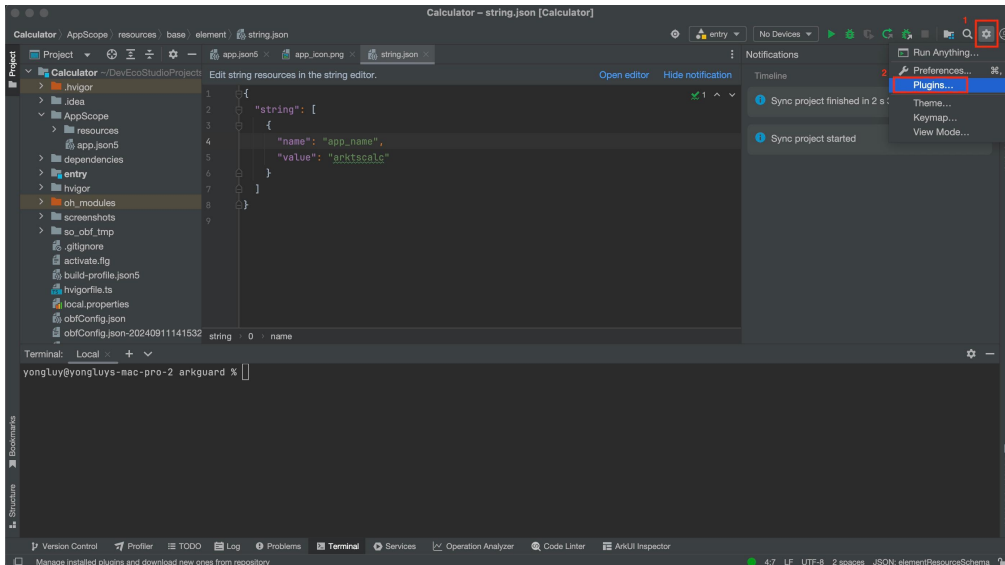 Calculator – string.json [Calculator]
1
Calculator AppScope resources base element string.json
entry
No Devices
Project
Project
app.json5
app_icon.png
string.json
Notifications
Run Anything...
Preferences... ⌘,
Plugins...
2
Theme...
Keymap...
View Mode...
Calculator ~/DevEcoStudioProjects
Edit string resources in the string editor. Open editor Hide notification
Timeline
Sync project finished in 2 s 3
Sync project started
.hvigor
.idea
AppScope
resources
app.json5
dependencies
entry
hvigor
oh_modules
screenshots
so_obf_tmp
.gitignore
activate.flg
build-profile.json5
hvigorfile.ts
local.properties
obfConfig.json
obfConfig.json-20240911141532
1 {
2 "string": [
3 {
4 "name": "app_name",
5 "value": "arktscalc"
6 }
7 ]
8 }
9
1
string 0 name
Terminal: Local
yongluy@yongluys-mac-pro-2 arkguard %
Bookmarks
Structure
Version Control Profiler TODO Log Problems Terminal Services Operation Analyzer Code Linter ArkUI Inspector
Manage installed plugins and download new ones from repository
4:7 LF UTF-8 2 spaces JSON: elementResourceSchema